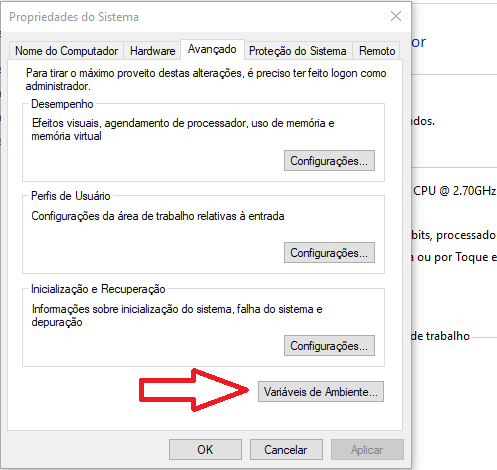 Propriedades do Sistema
Nome do Computador Hardware Avançado Proteção do Sistema Remoto
Para tirar o máximo proveito destas alterações, é preciso ter feito logon como
administrador.
Desempenho
Efeitos visuais, agendamento de processador, uso de memória e
memória virtual
Configurações...
Perfis de Usuário
Configurações da área de trabalho relativas à entrada
Configurações...
Inicialização e Recuperação
Informações sobre inicialização do sistema, falha do sistema e
depuração
Configurações...
Variáveis de Ambiente...
OK Cancelar Aplicar
or
dos.
CPU @ 2.70GHz
bits, processado
a ou por Toque e
de trabalho